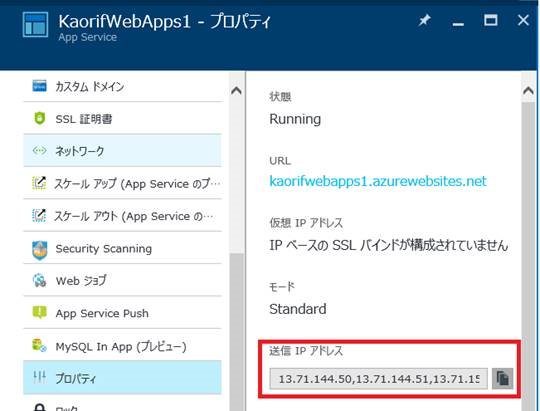 KaorifWebApps1 - プロパティ
App Service
カスタム ドメイン
SSL 証明書
ネットワーク
スケール アップ (App Service のプ…
スケール アウト (App Service の…
Security Scanning
Web ジョブ
App Service Push
MySQL In App (プレビュー)
プロパティ
ロック
状態
Running
URL
kaorifwebapps1.azurewebsites.net
仮想 IP アドレス
IP ベースの SSL バインドが構成されていません
モード
Standard
送信 IP アドレス
13.71.144.50,13.71.144.51,13.71.15